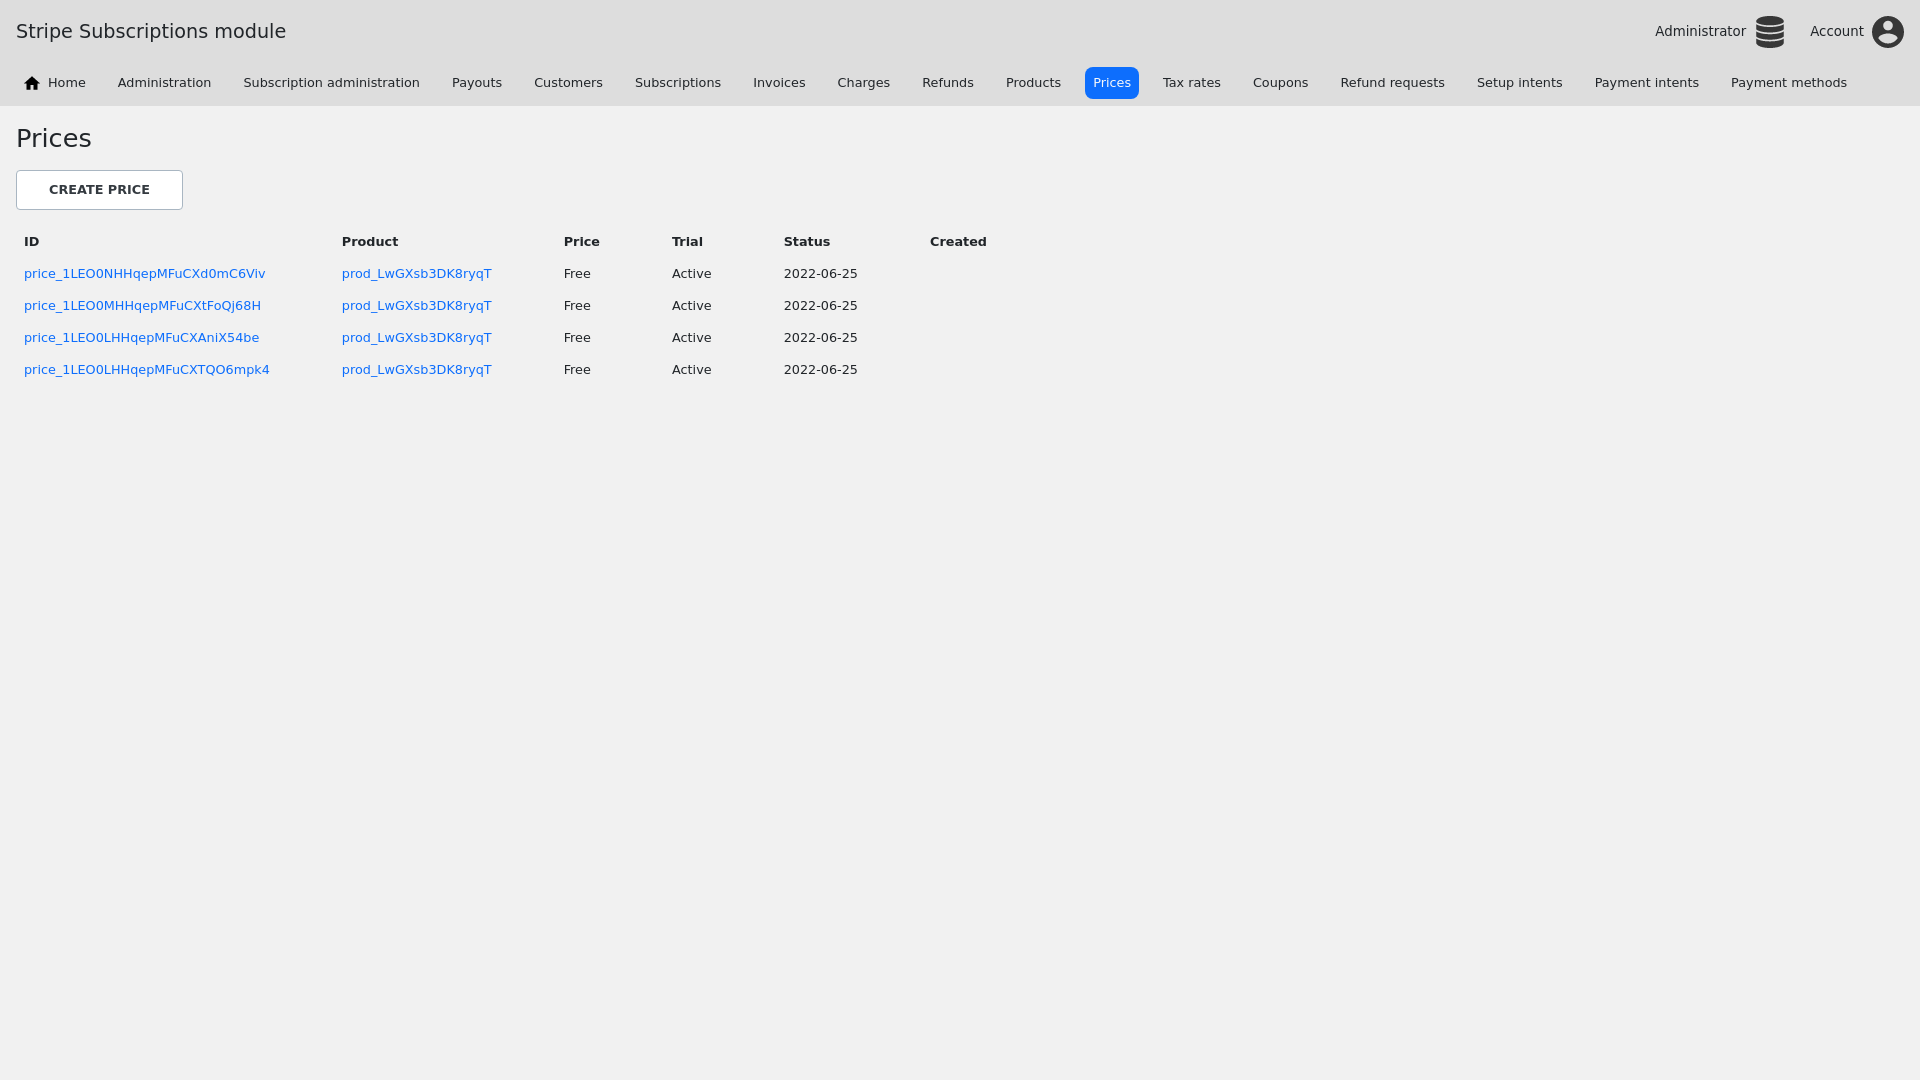 Stripe Subscriptions module
Administrator
Account
Home Administration Subscription administration Payouts Customers Subscriptions Invoices Charges Refunds Products Prices Tax rates Coupons Refund requests Setup intents Payment intents Payment methods
Prices
CREATE PRICE
ID Product Price Trial Status Created
price_1LEO0NHHqepMFuCXd0mC6Viv prod_LwGXsb3DK8ryqT Free Active 2022-06-25
price_1LEO0MHHqepMFuCXtFoQj68H prod_LwGXsb3DK8ryqT Free Active 2022-06-25
price_1LEO0LHHqepMFuCXAniX54be prod_LwGXsb3DK8ryqT Free Active 2022-06-25
price_1LEO0LHHqepMFuCXTQO6mpk4 prod_LwGXsb3DK8ryqT Free Active 2022-06-25